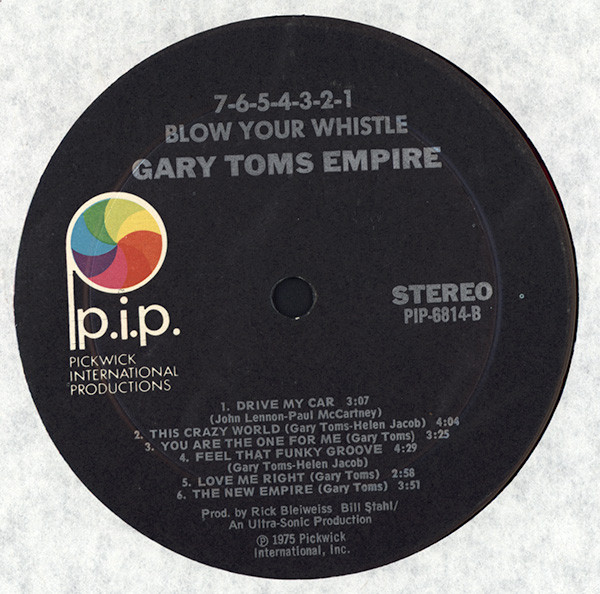 7-6-5-4-3-2-1
BLOW YOUR WHISTLE
GARY TOMS EMPIRE
p.i.p.
PICKWICK
INTERNATIONAL
PRODUCTIONS
STEREO
PIP-6814-B
1. DRIVE MY CAR 3:07
(John Lennon-Paul McCartney)
2. THIS CRAZY WORLD (Gary Toms-Helen Jacob) 4:04
3. YOU ARE THE ONE FOR ME (Gary Toms) 3:25
4. FEEL THAT FUNKY GROOVE 4:29
(Gary Toms-Helen Jacob)
5. LOVE ME RIGHT (Gary Toms) 2:58
6. THE NEW EMPIRE (Gary Toms) 3:51
Prod. by Rick Bleiweiss Bill Stahl/
An Ultra-Sonic Production
℗ 1975 Pickwick
International, Inc.